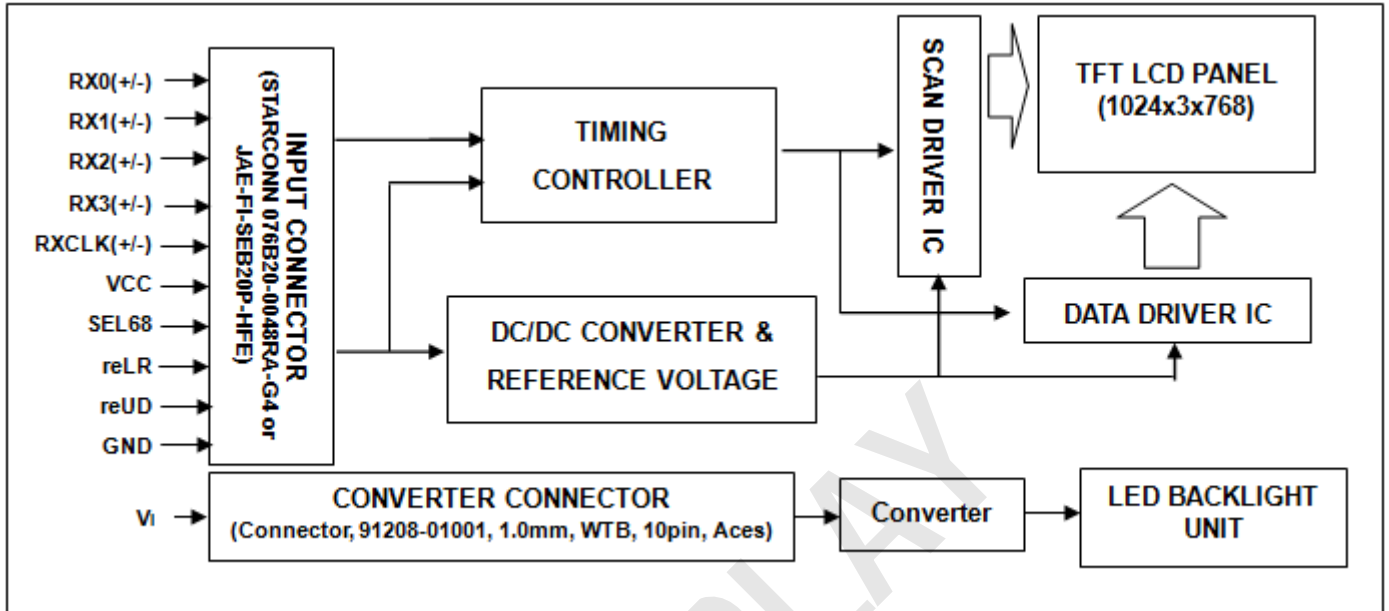 RX0(+/-)
RX1(+/-)
RX2(+/-)
RX3(+/-)
RXCLK(+/-)
VCC
SEL68
reLR
reUD
GND
INPUT CONNECTOR
(STARCONN 076B20-0048RA-G4 or
JAE-FI-SEB20P-HFE)
TIMING
CONTROLLER
DC/DC CONVERTER &
REFERENCE VOLTAGE
SCAN DRIVER IC
TFT LCD PANEL
(1024x3x768)
DATA DRIVER IC
VI
CONVERTER CONNECTOR
(Connector, 91208-01001, 1.0mm, WTB, 10pin, Aces)
Converter
LED BACKLIGHT
UNIT
PLAY